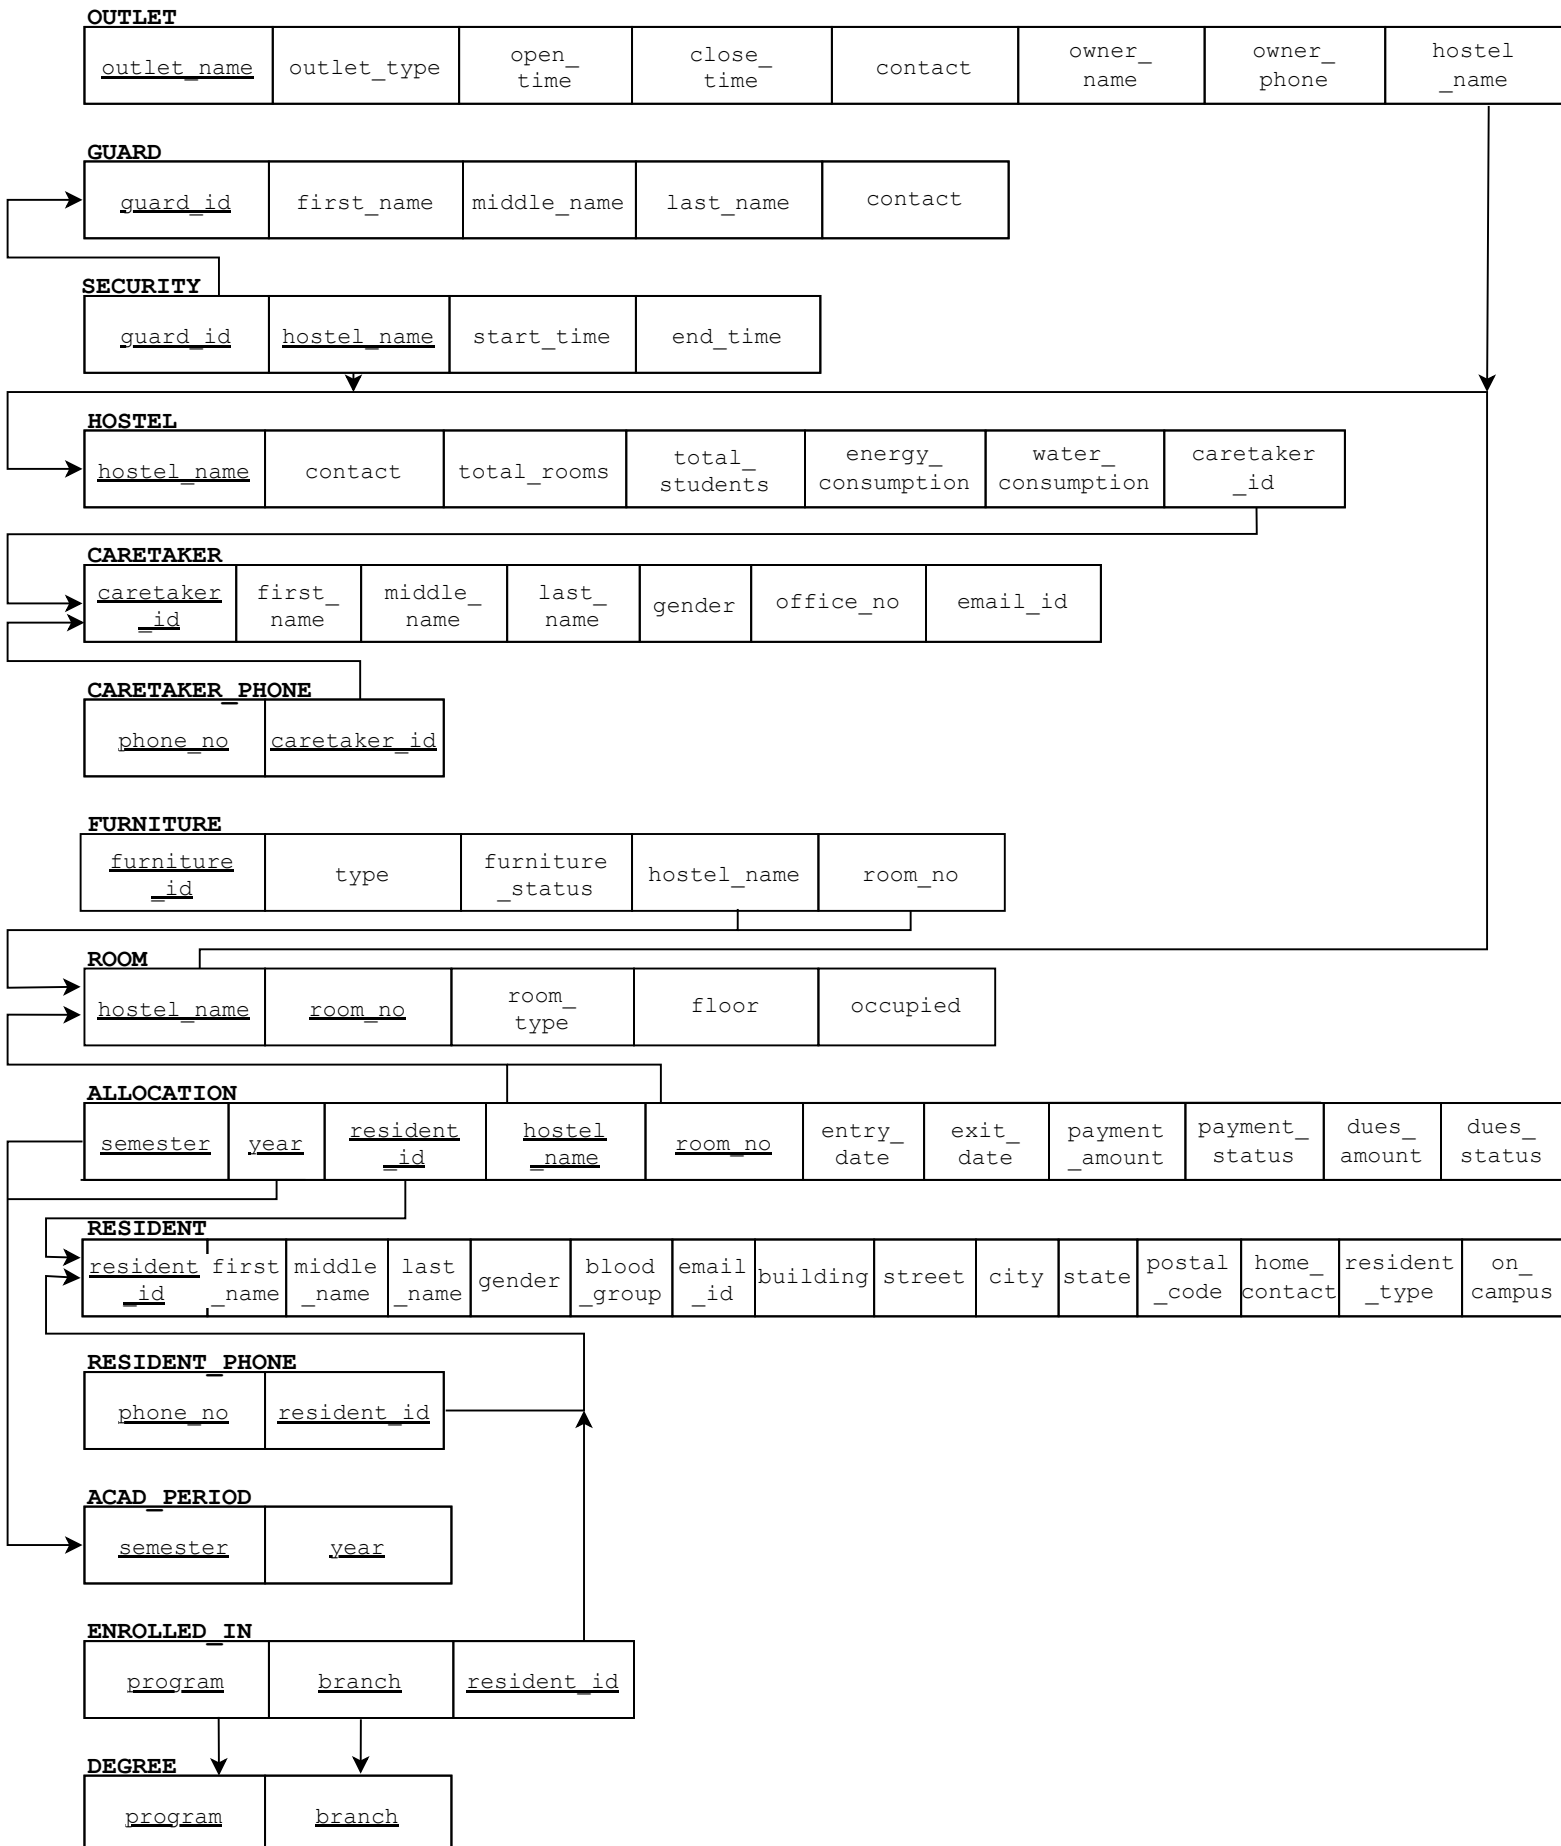 OUTLET
outlet_name outlet_type open_ close_ contact owner_ owner_ hostel
time time name phone _name
GUARD
guard_id first_name middle_name last_name contact
SECURITY
guard_id hostel_name start_time end_time
HOSTEL
hostel_name contact total_rooms total_ energy_ water_ caretaker
students consumption consumption _id
CARETAKER
caretaker first_ middle_ last_ gender office_no email_id
_id name name name
CARETAKER_PHONE
phone_no caretaker_id
FURNITURE
furniture type furniture hostel_name room_no
_id _status
ROOM
hostel_name room_no room_ floor occupied
type
ALLOCATION
semester year resident hostel room_no entry_ exit_ payment payment_ dues_ dues_
_id _name date date _amount status amount status
RESIDENT
resident first middle last gender blood email building street city state postal home_ resident on_
_id _name _name _name _group _id _code contact _type campus
RESIDENT_PHONE
phone_no resident_id
ACAD_PERIOD
semester year
ENROLLED_IN
program branch resident_id
DEGREE
program branch